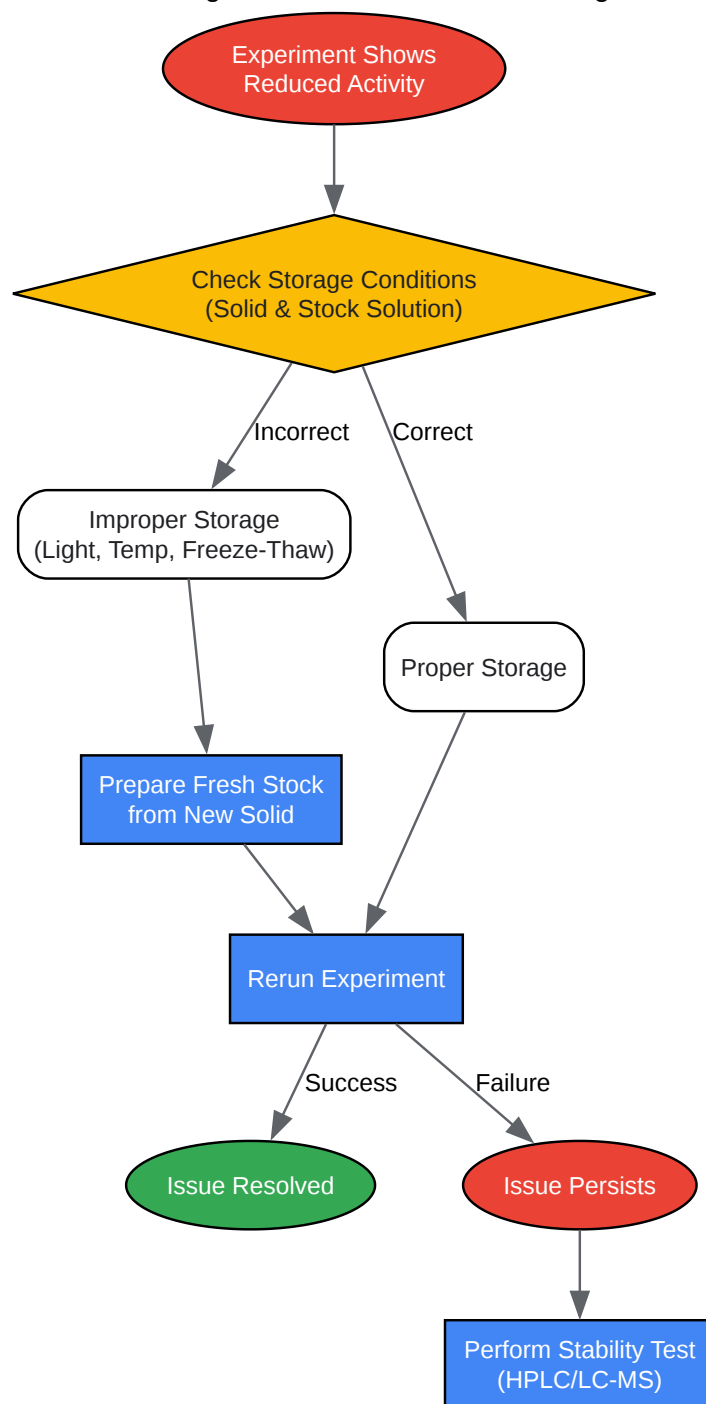 Experiment Shows
Reduced Activity
Check Storage Conditions
(Solid & Stock Solution)
Incorrect
Correct
Improper Storage
(Light, Temp, Freeze-Thaw)
Proper Storage
Prepare Fresh Stock
from New Solid
Rerun Experiment
Success
Failure
Issue Resolved
Issue Persists
Perform Stability Test
(HPLC/LC-MS)